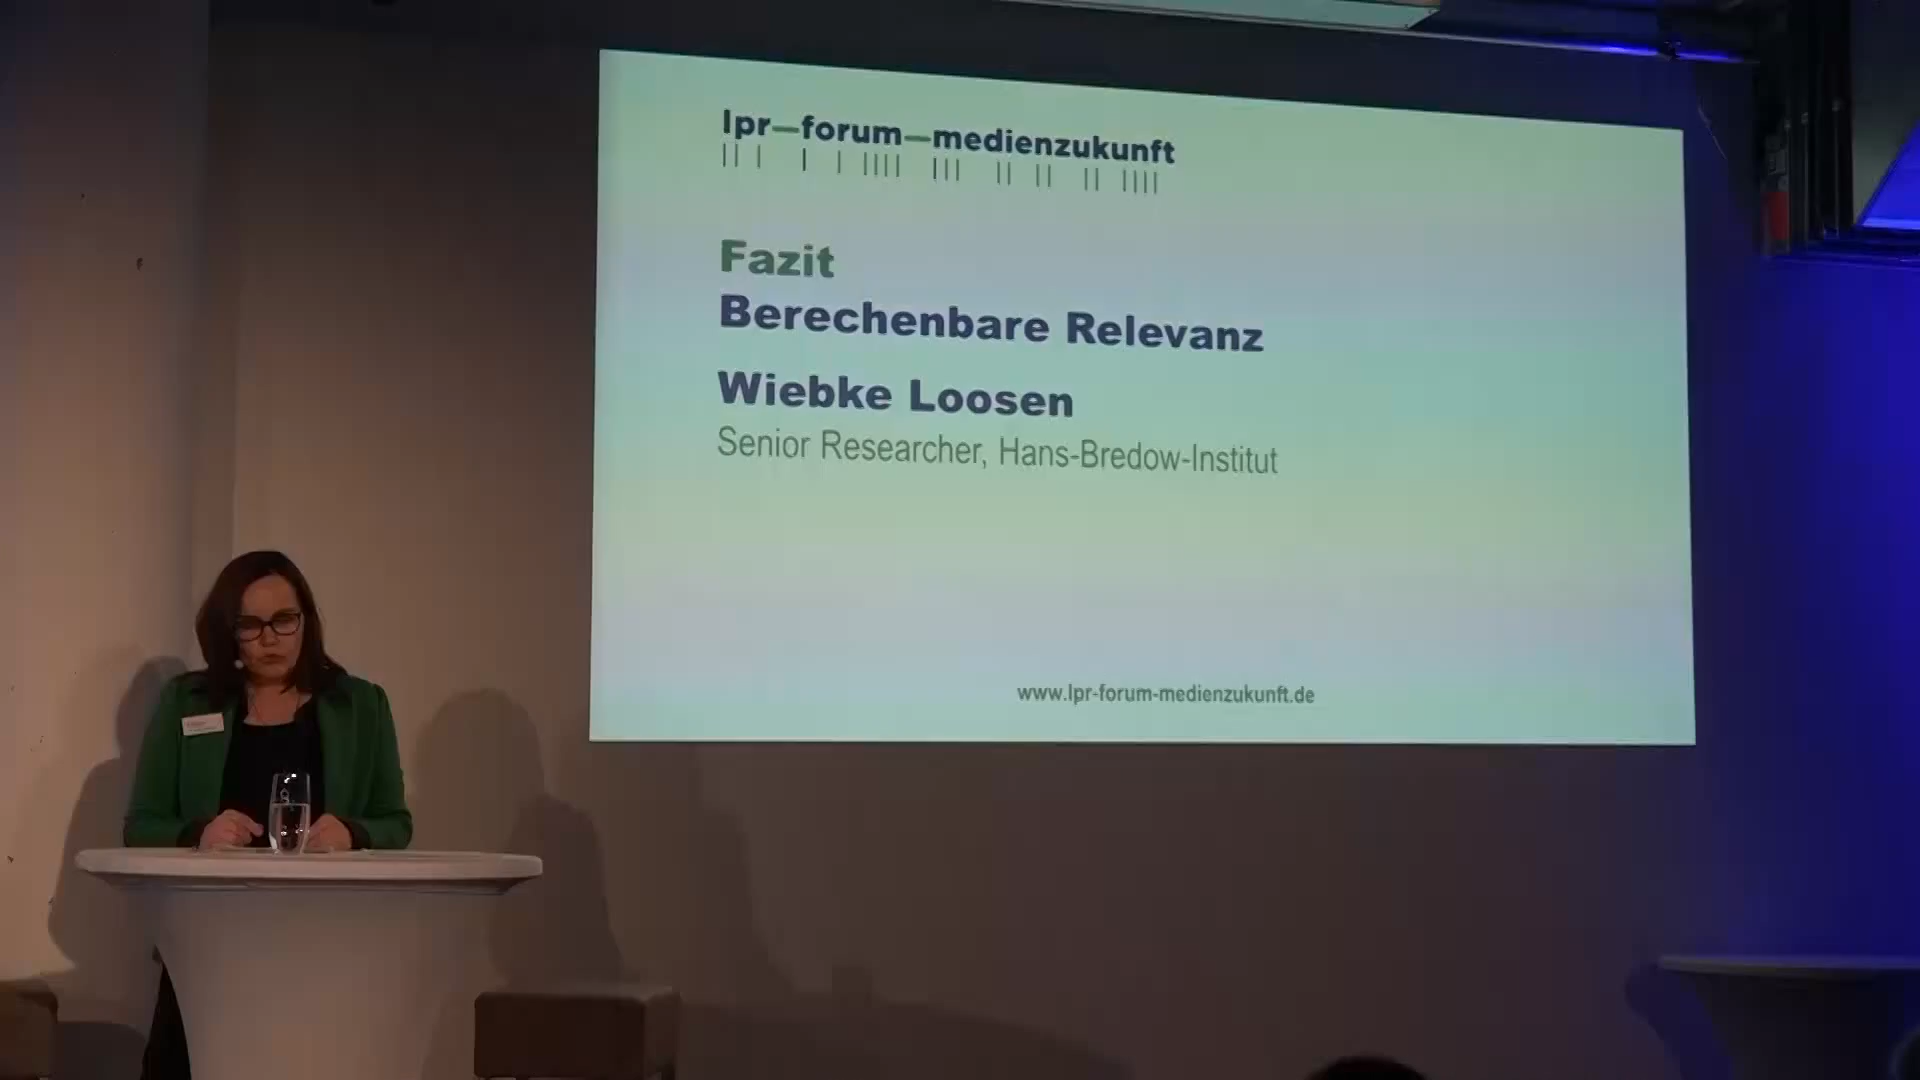 lpr–forum–medienzukunft
Fazit
Berechenbare Relevanz
Wiebke Loosen
Senior Researcher, Hans-Bredow-Institut
www.lpr-forum-medienzukunft.de